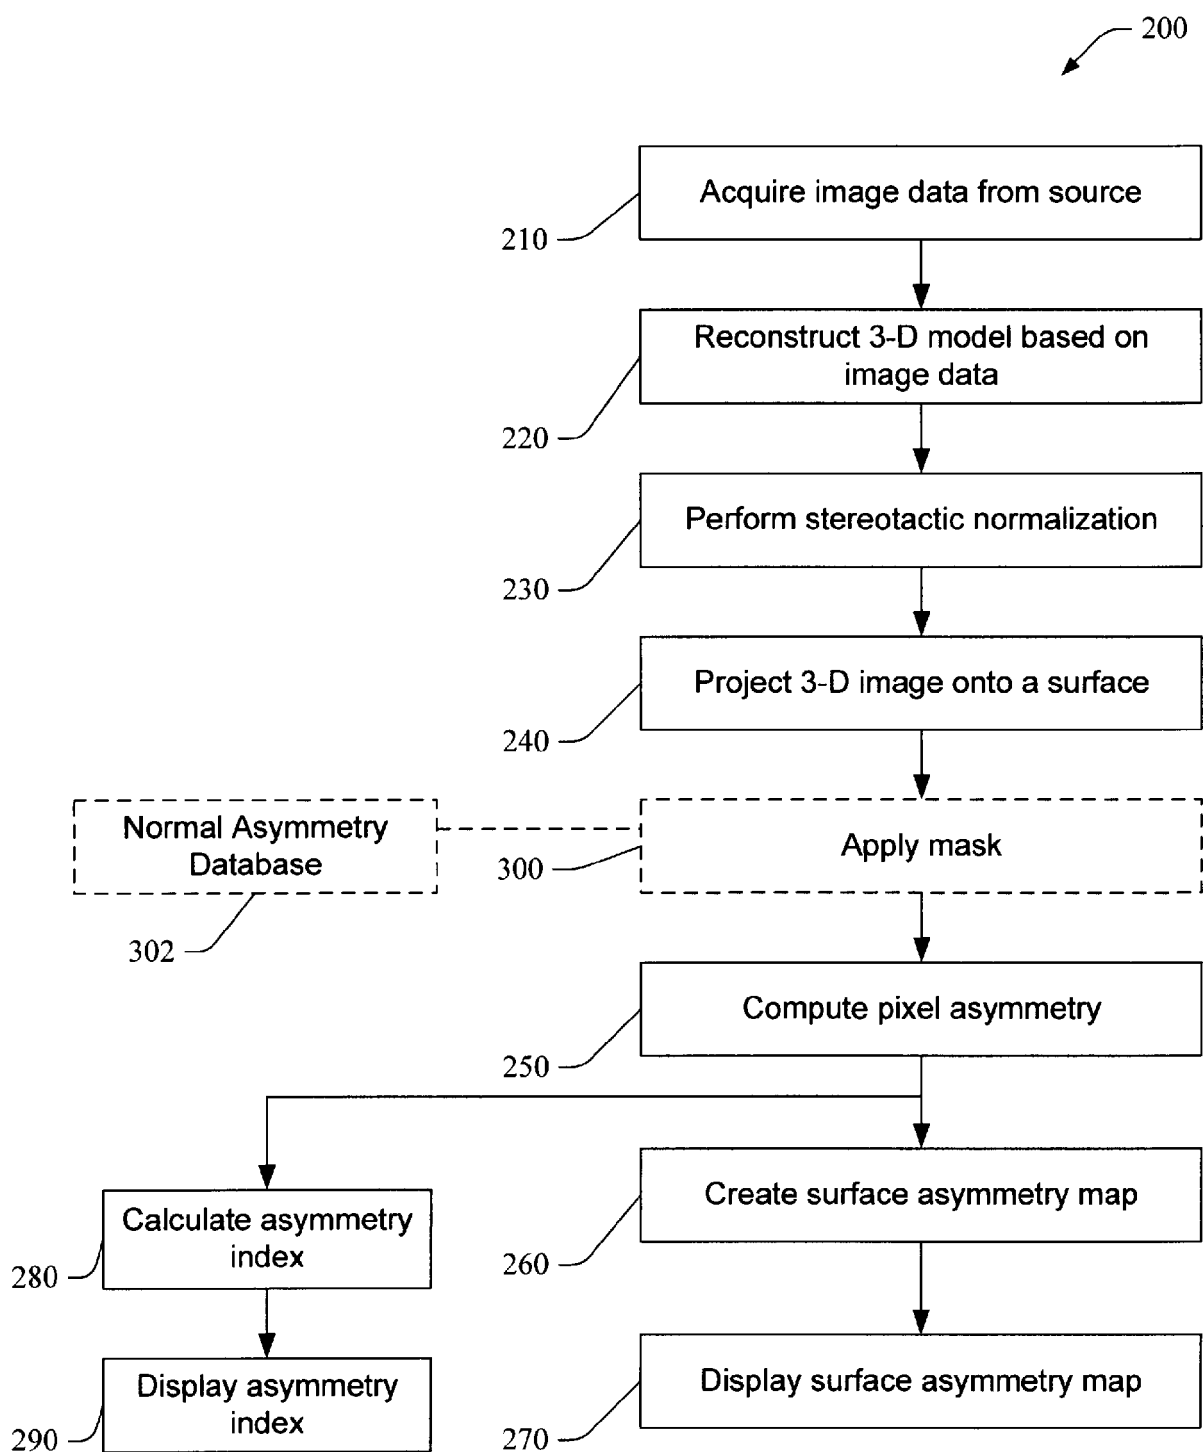 200
Acquire image data from source
210
Reconstruct 3-D model based on
image data
220
Perform stereotactic normalization
230
Project 3-D image onto a surface
240
Normal Asymmetry
Database
302
Apply mask
300
Compute pixel asymmetry
250
Calculate asymmetry
index
280
Create surface asymmetry map
260
Display asymmetry
index
290
Display surface asymmetry map
270